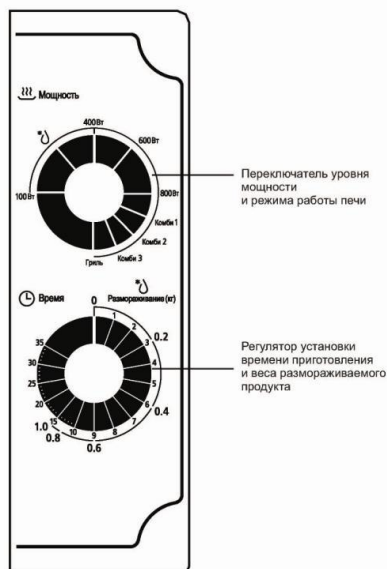 Мощность
400Вт
600Вт
100Вт
800Вт
Комби 1
Комби 2
Комби 3
Гриль
Переключатель уровня
мощности
и режима работы печи
Время
0
Размораживание (кг)
1
2
0.2
3
4
5
6
0.4
7
8
9
0.6
10
15
0.8
1.0
20
25
30
35
Регулятор установки
времени приготовления
и веса размораживаемого
продукта